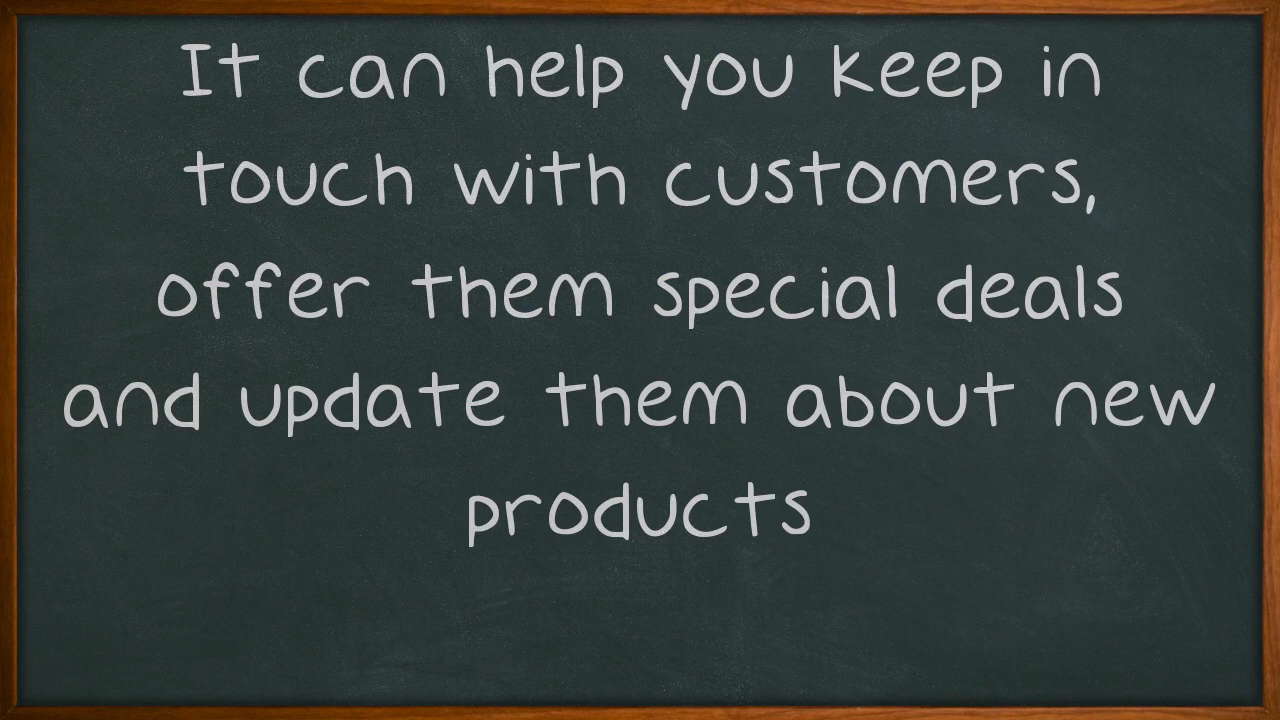 It can help you keep in
touch with customers,
offer them special deals
and update them about new
products